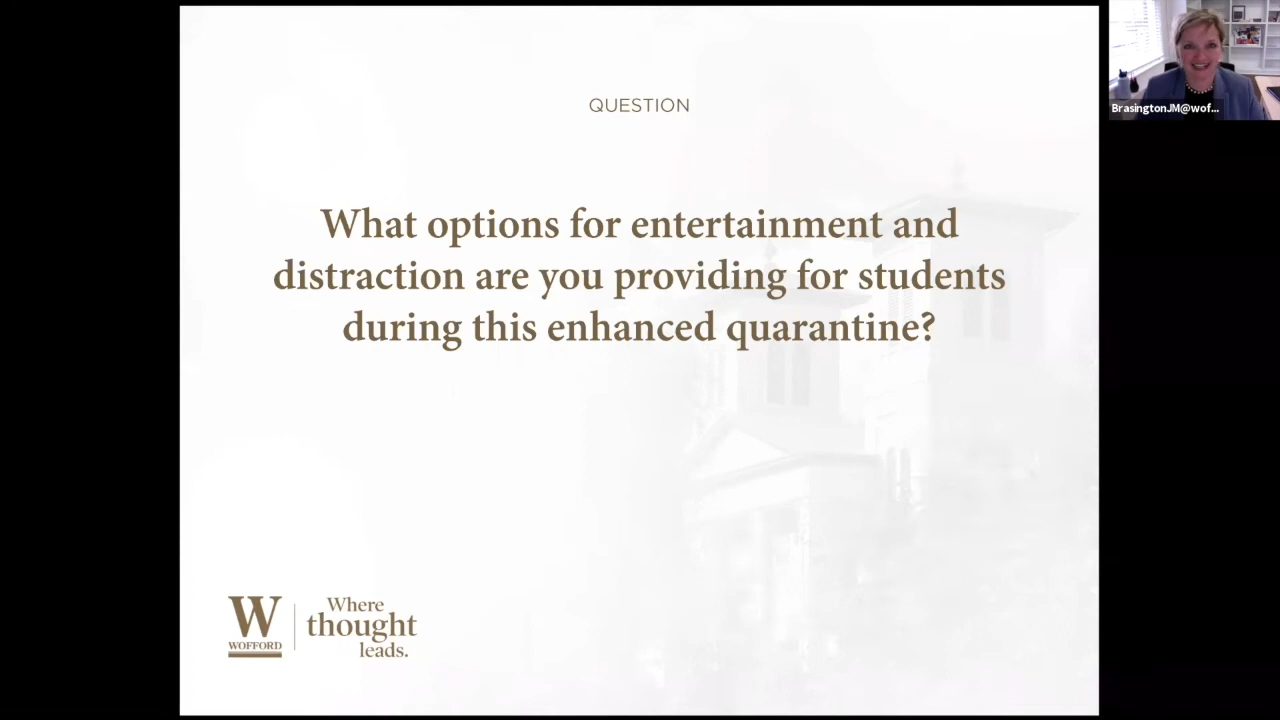 QUESTION
What options for entertainment and
distraction are you providing for students
during this enhanced quarantine?
W
WOFFORD
Where
thought
leads.
BrasingtonJM@wof...